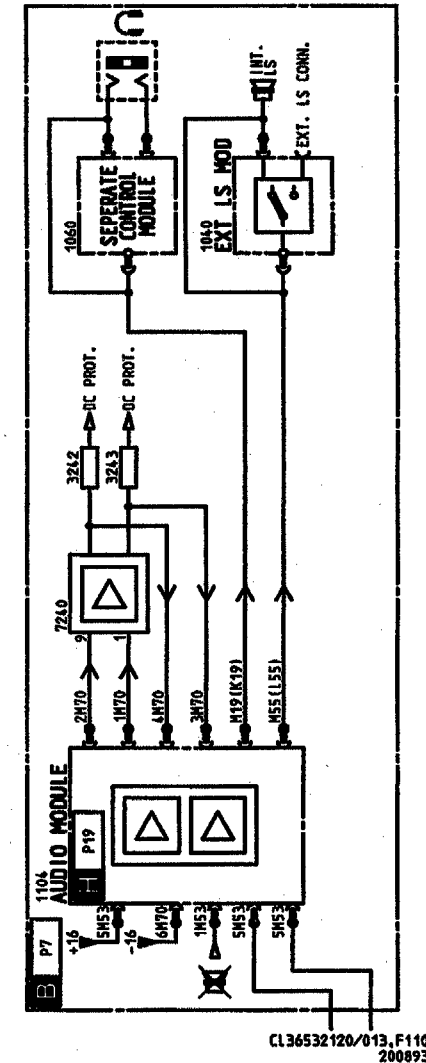 INT.
LS
EXT. LS CONN.
1060
SEPERATE
CONTROL
MODULE
1040
EXT LS MOD
DC PROT.
DC PROT.
3242
3243
7240
9
1
2M70
1M70
4M70
3M70
M19(K19)
M55(L55)
1104
AUDIO MODULE
H
P19
B
P7
+16
5M53
-16
6M70
1M53
5M53
5M53
CL36532120/013,F110
200893